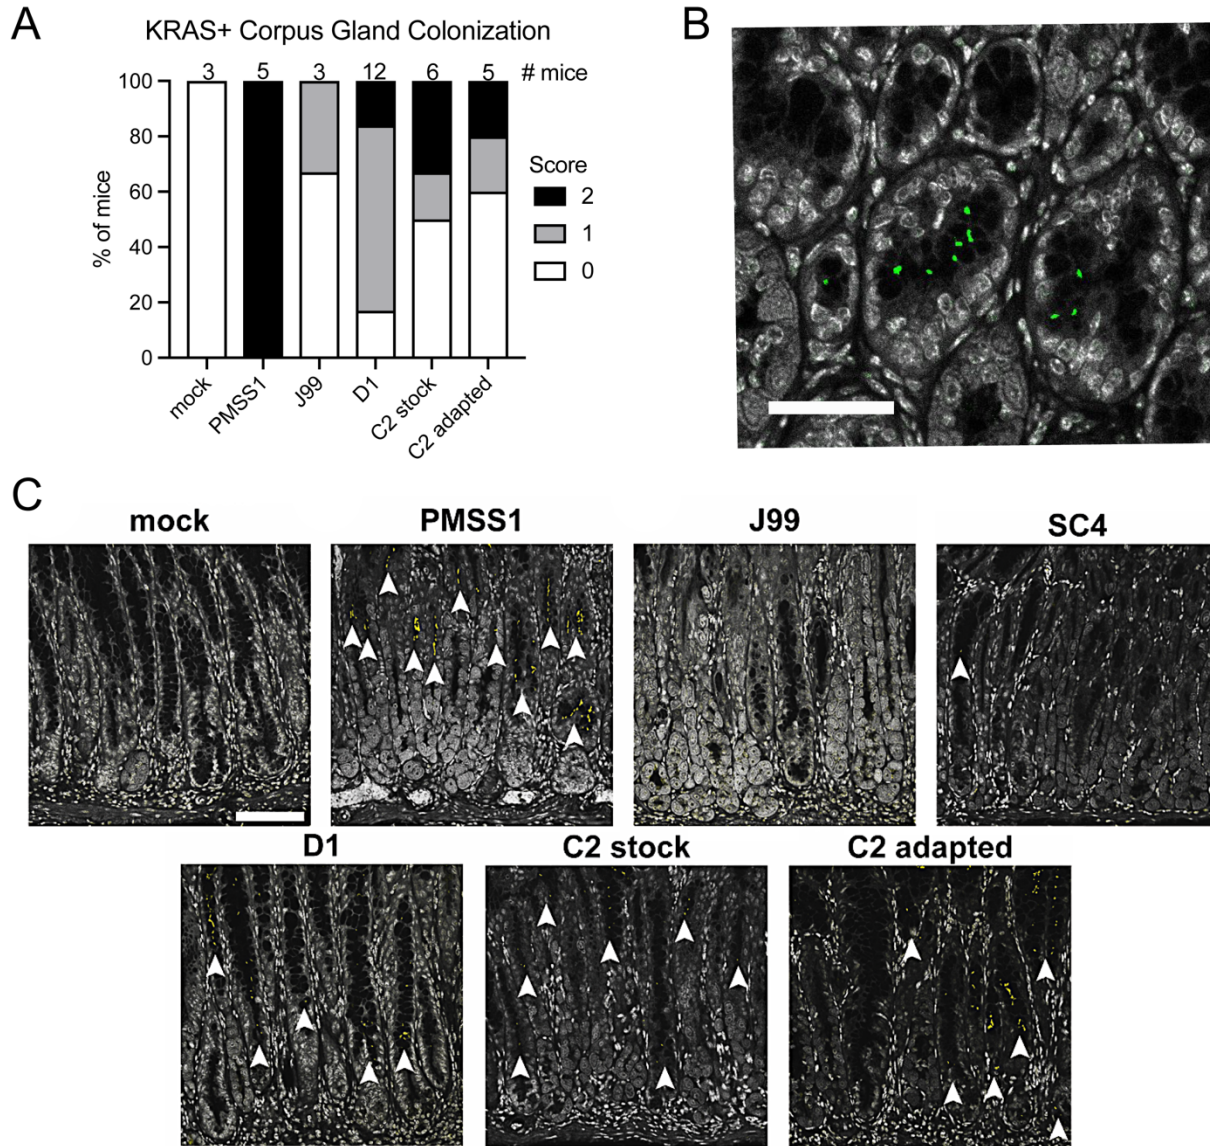 A
KRAS+ Corpus Gland Colonization
3 5 3 12 6 5 # mice
100
80
60
40
20
0
% of mice
mock
PMSS1
J99
D1
C2 stock
C2 adapted
Score
2
1
0
B
C
mock
PMSS1
J99
SC4
D1
C2 stock
C2 adapted